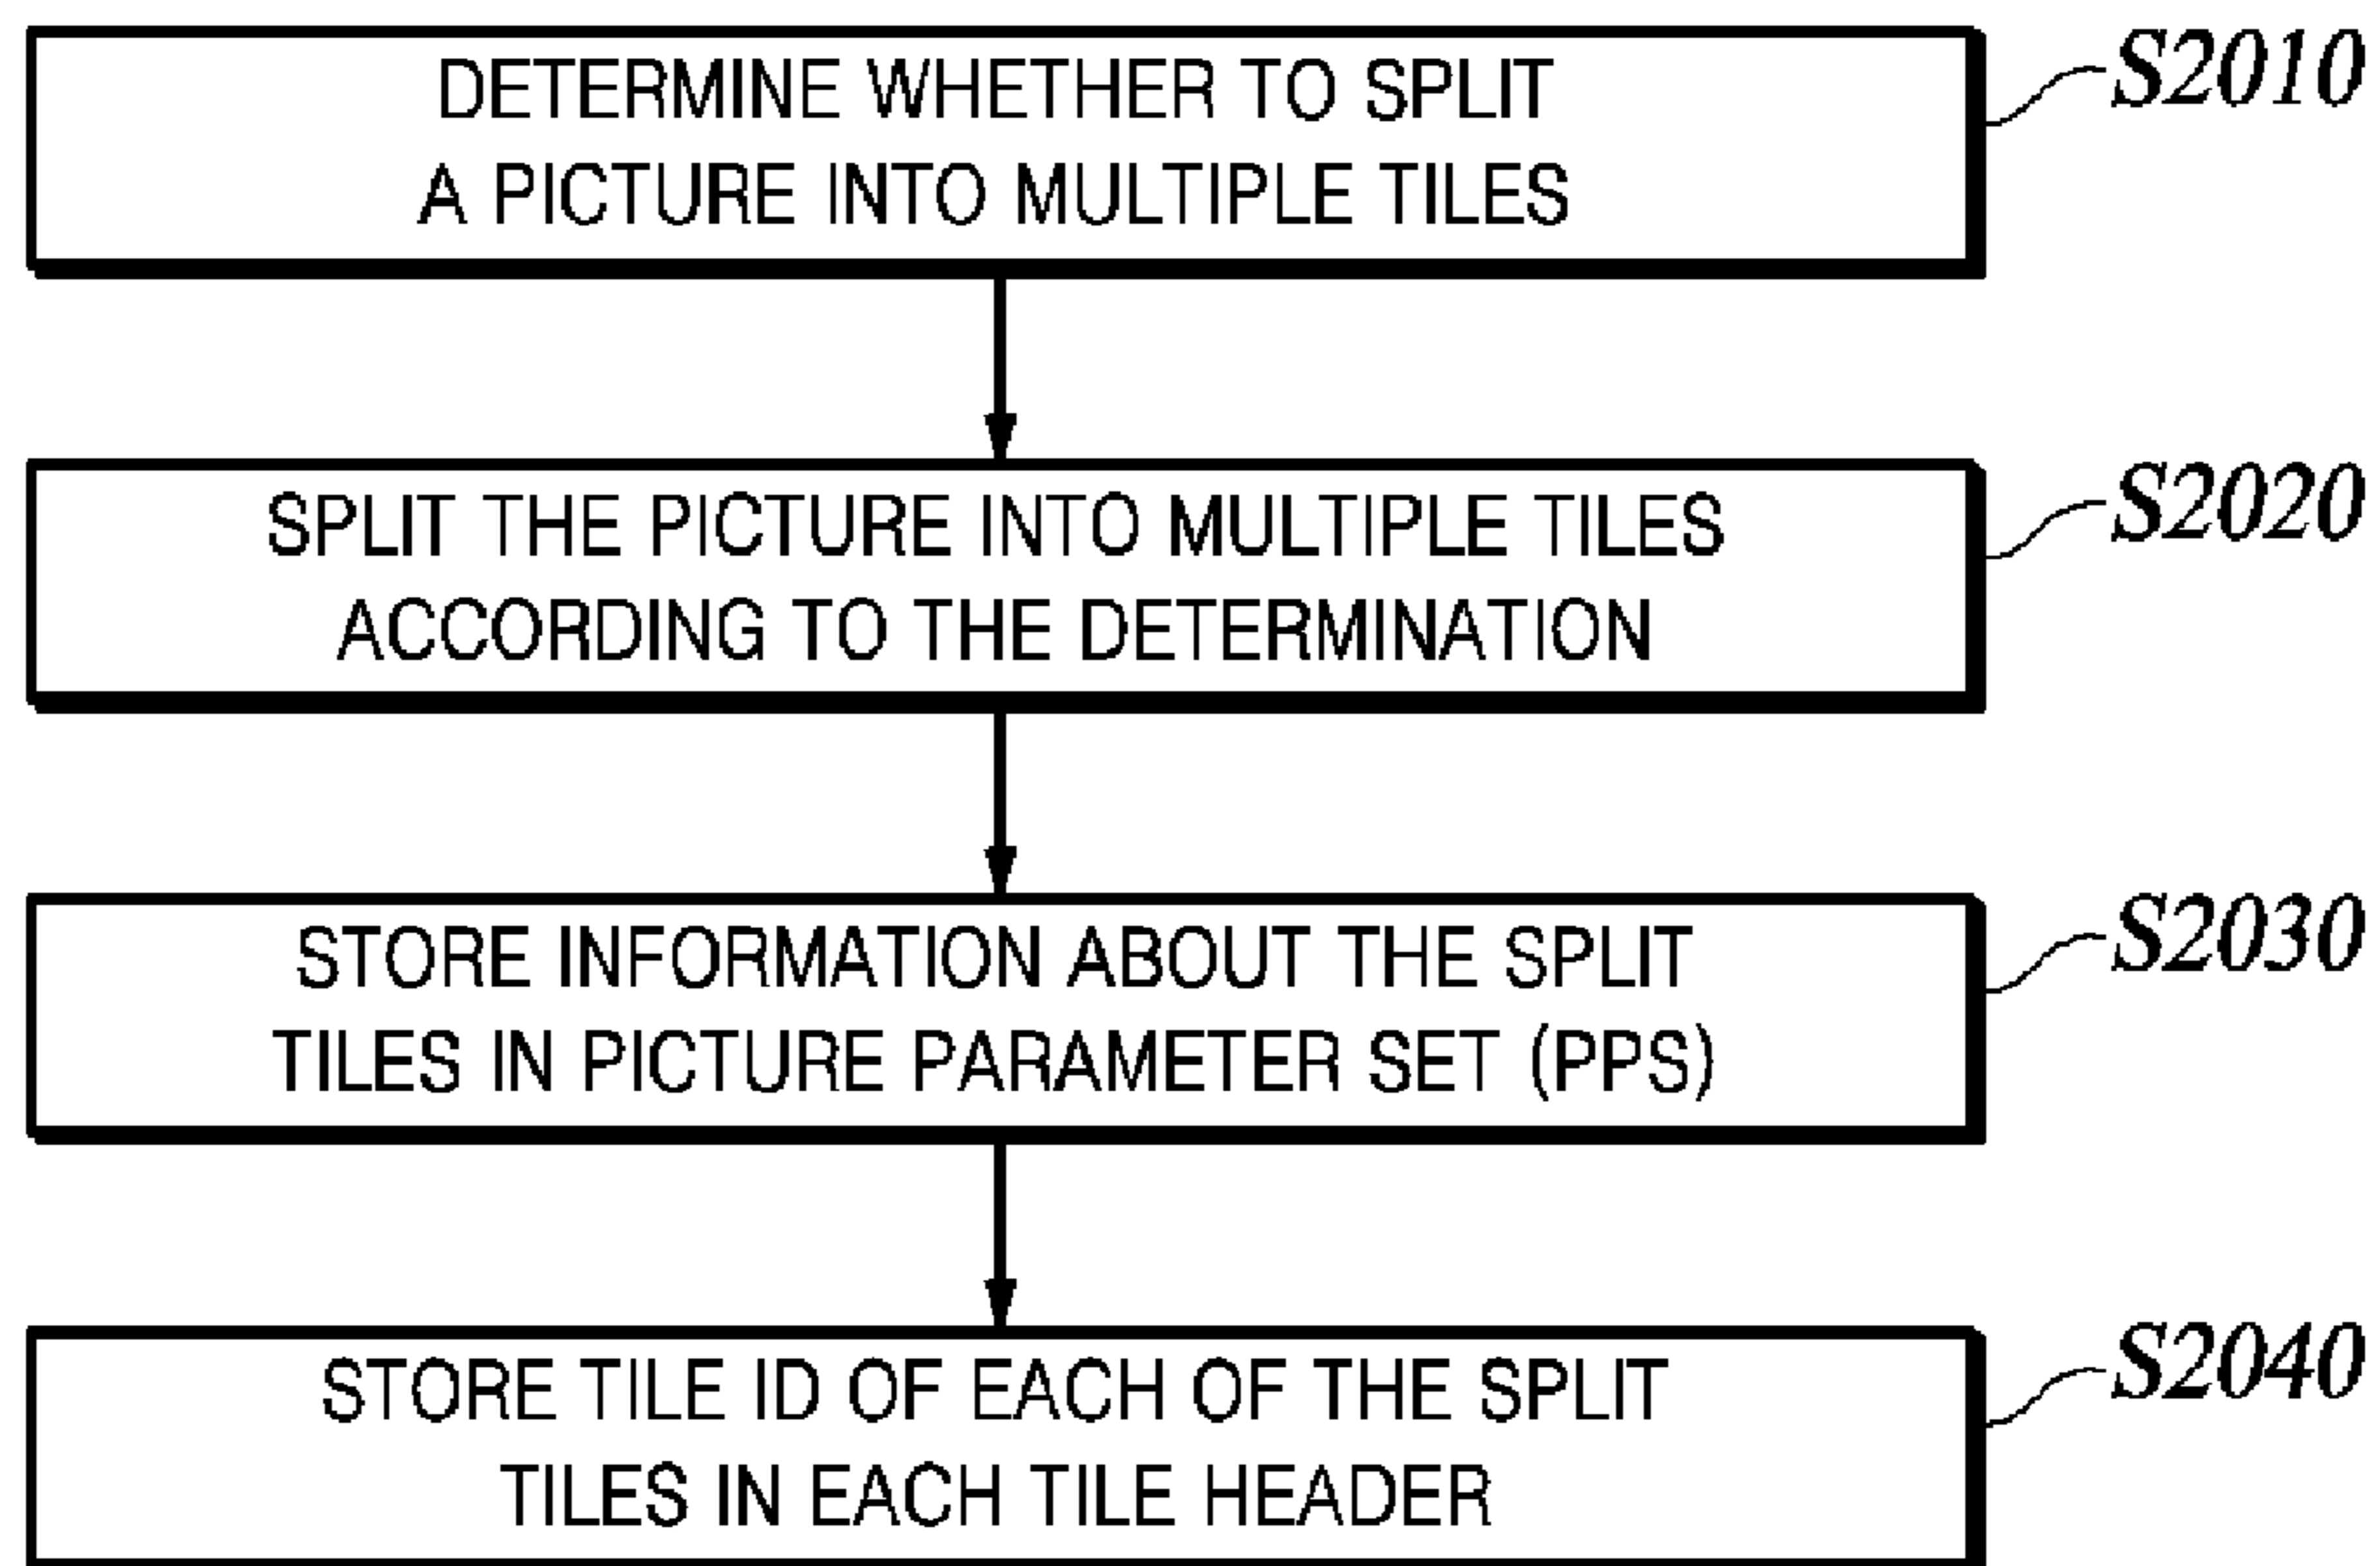 DETERMINE WHETHER TO SPLIT
A PICTURE INTO MULTIPLE TILES
S2010
SPLIT THE PICTURE INTO MULTIPLE TILES
ACCORDING TO THE DETERMINATION
S2020
STORE INFORMATION ABOUT THE SPLIT
TILES IN PICTURE PARAMETER SET (PPS)
S2030
STORE TILE ID OF EACH OF THE SPLIT
TILES IN EACH TILE HEADER
S2040